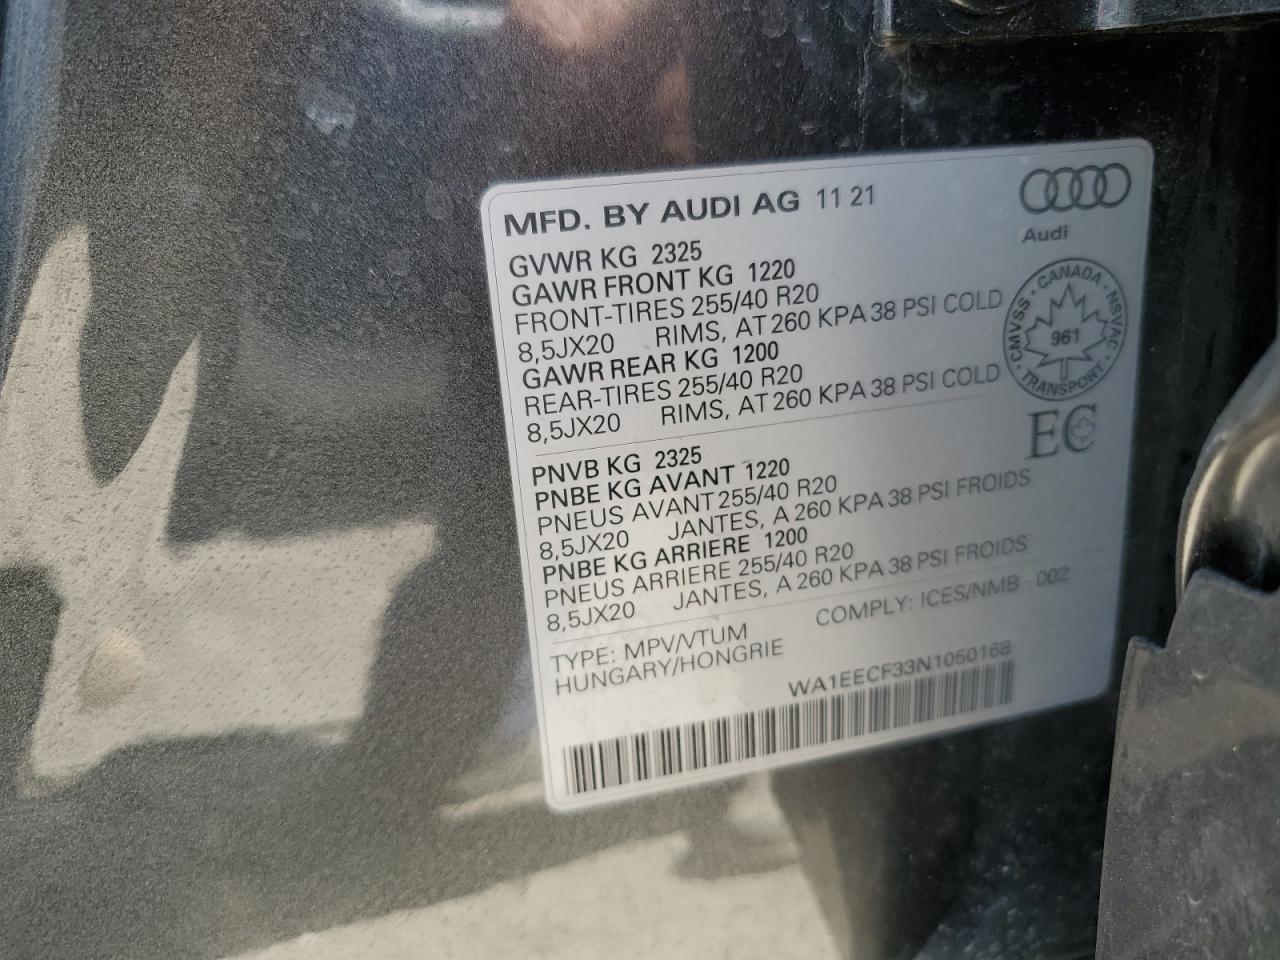 MFD. BY AUDI AG 11 21
Audi
GVWR KG 2325
GAWR FRONT KG 1220
FRONT-TIRES 255/40 R20
8,5JX20 RIMS, AT 260 KPA 38 PSI COLD
GAWR REAR KG 1200
REAR-TIRES 255/40 R20
8,5JX20 RIMS, AT 260 KPA 38 PSI COLD
CANADA · NSVAC · TRANSPORT · CMVSS ·
961
EC
PNVB KG 2325
PNBE KG AVANT 1220
PNEUS AVANT 255/40 R20
8,5JX20 JANTES, A 260 KPA 38 PSI FROIDS
PNBE KG ARRIERE 1200
PNEUS ARRIERE 255/40 R20
8,5JX20 JANTES, A 260 KPA 38 PSI FROIDS
TYPE: MPV/VTUM COMPLY: ICES/NMB - 002
HUNGARY/HONGRIE
WA1EECF33N1050168